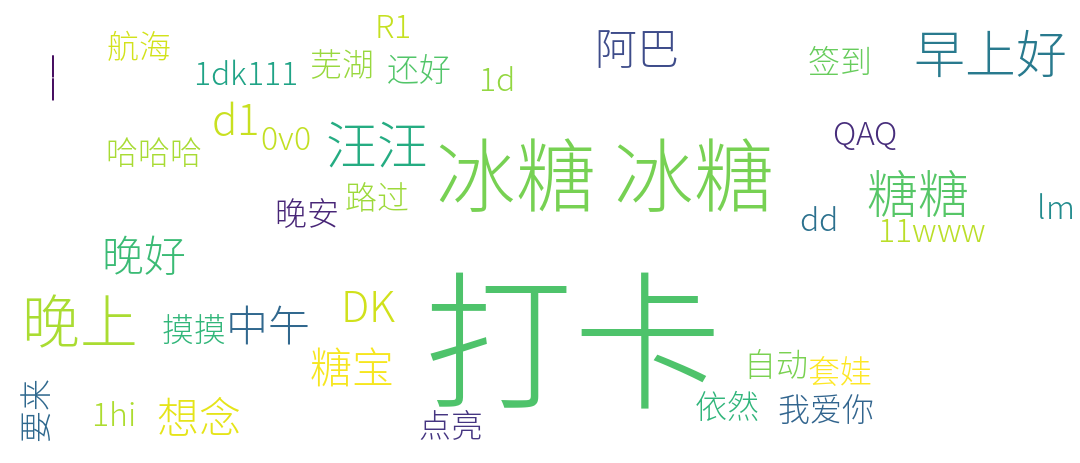 R1
航海
芜湖
还好
阿巴
签到
早上好
|
1dk111
1d
d1
0v0
汪汪
冰糖 冰糖
QAQ
哈哈哈
晚安
路过
糖糖
dd
11www
lm
晚好
晚上
摸摸
中午
DK
打卡
糖宝
自动
套娃
要来
1hi
想念
点亮
依然
我爱你